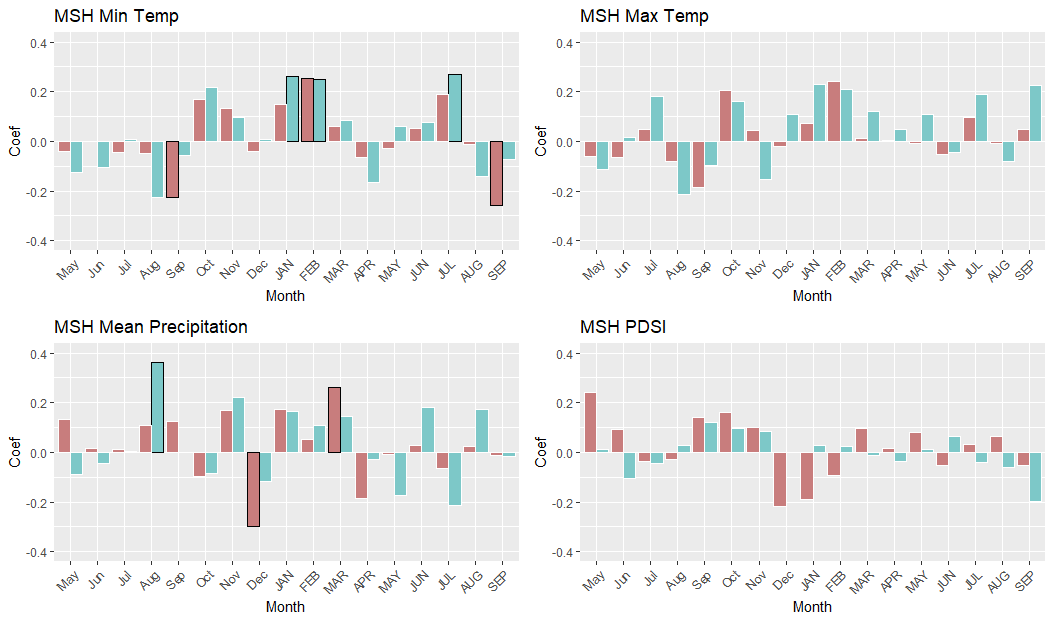 MSH Min Temp
0.4
0.2
0.0
-0.2
-0.4
Coef
May Jun Jul Aug Sep Oct Nov Dec JAN FEB MAR APR MAY JUN JUL AUG SEP
Month
MSH Max Temp
0.4
0.2
0.0
-0.2
-0.4
Coef
May Jun Jul Aug Sep Oct Nov Dec JAN FEB MAR APR MAY JUN JUL AUG SEP
Month
MSH Mean Precipitation
0.4
0.2
0.0
-0.2
-0.4
Coef
May Jun Jul Aug Sep Oct Nov Dec JAN FEB MAR APR MAY JUN JUL AUG SEP
Month
MSH PDSI
0.4
0.2
0.0
-0.2
-0.4
Coef
May Jun Jul Aug Sep Oct Nov Dec JAN FEB MAR APR MAY JUN JUL AUG SEP
Month